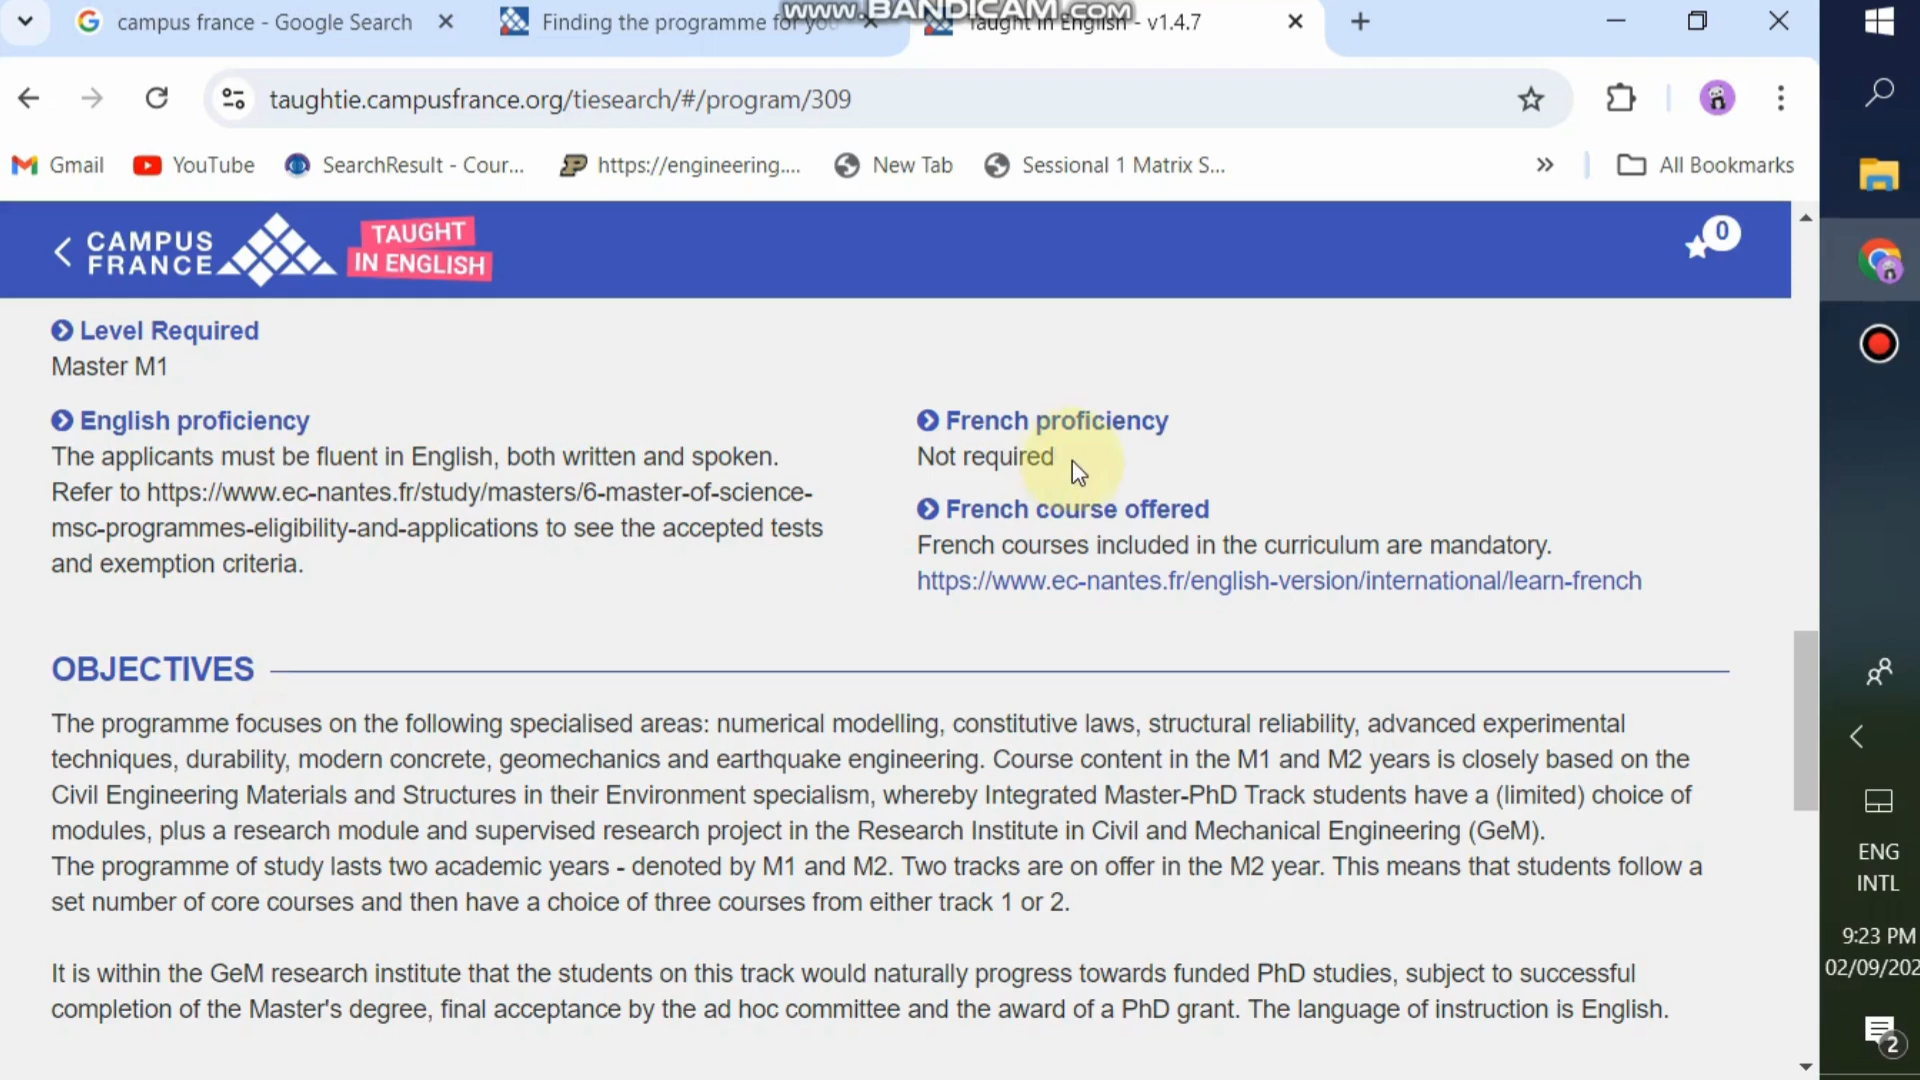 campus france - Google Search
Finding the programme for you
Taught in English - v1.4.7
www.BANDICAM.COM
taughtie.campusfrance.org/tiesearch/#/program/309
Gmail
YouTube
SearchResult - Cour...
https://engineering....
New Tab
Sessional 1 Matrix S...
All Bookmarks
CAMPUS
FRANCE
TAUGHT
IN ENGLISH
0
Level Required
Master M1
English proficiency
The applicants must be fluent in English, both written and spoken.
Refer to https://www.ec-nantes.fr/study/masters/6-master-of-science-
msc-programmes-eligibility-and-applications to see the accepted tests
and exemption criteria.
French proficiency
Not required
French course offered
French courses included in the curriculum are mandatory.
https://www.ec-nantes.fr/english-version/international/learn-french
OBJECTIVES
The programme focuses on the following specialised areas: numerical modelling, constitutive laws, structural reliability, advanced experimental
techniques, durability, modern concrete, geomechanics and earthquake engineering. Course content in the M1 and M2 years is closely based on the
Civil Engineering Materials and Structures in their Environment specialism, whereby Integrated Master-PhD Track students have a (limited) choice of
modules, plus a research module and supervised research project in the Research Institute in Civil and Mechanical Engineering (GeM).
The programme of study lasts two academic years - denoted by M1 and M2. Two tracks are on offer in the M2 year. This means that students follow a
set number of core courses and then have a choice of three courses from either track 1 or 2.
It is within the GeM research institute that the students on this track would naturally progress towards funded PhD studies, subject to successful
completion of the Master's degree, final acceptance by the ad hoc committee and the award of a PhD grant. The language of instruction is English.
ENG
INTL
9:23 PM
02/09/202
2